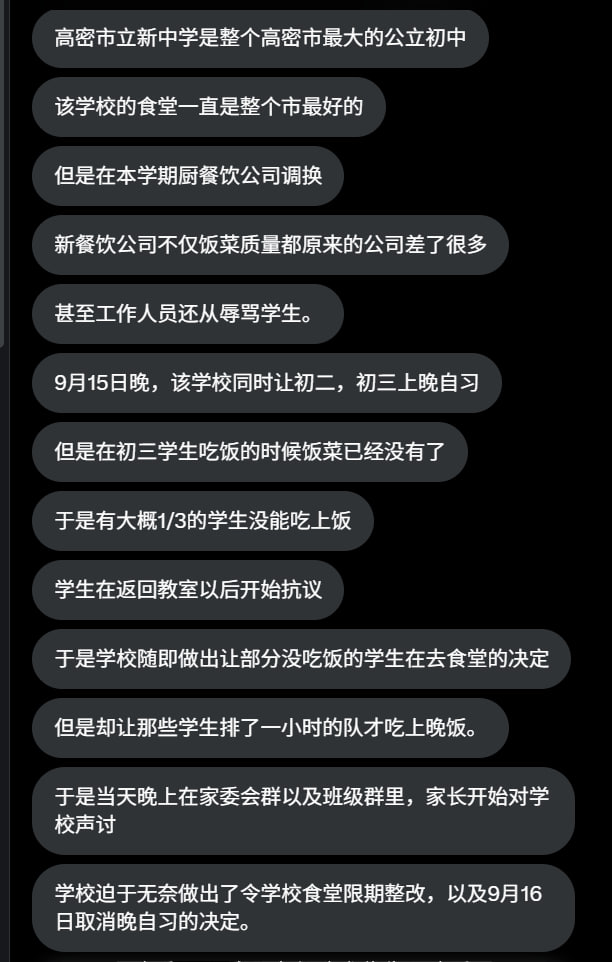 高密市立新中学是整个高密市最大的公立初中
该学校的食堂一直是整个市最好的
但是在本学期厨餐饮公司调换
新餐饮公司不仅饭菜质量都原来的公司差了很多
甚至工作人员还从辱骂学生。
9月15日晚，该学校同时让初二，初三上晚自习
但是在初三学生吃饭的时候饭菜已经没有了
于是有大概1/3的学生没能吃上饭
学生在返回教室以后开始抗议
于是学校随即做出让部分没吃饭的学生在去食堂的决定
但是却让那些学生排了一小时的队才吃上晚饭。
于是当天晚上在家委会群以及班级群里，家长开始对学
校声讨
学校迫于无奈做出了令学校食堂限期整改，以及9月16
日取消晚自习的决定。